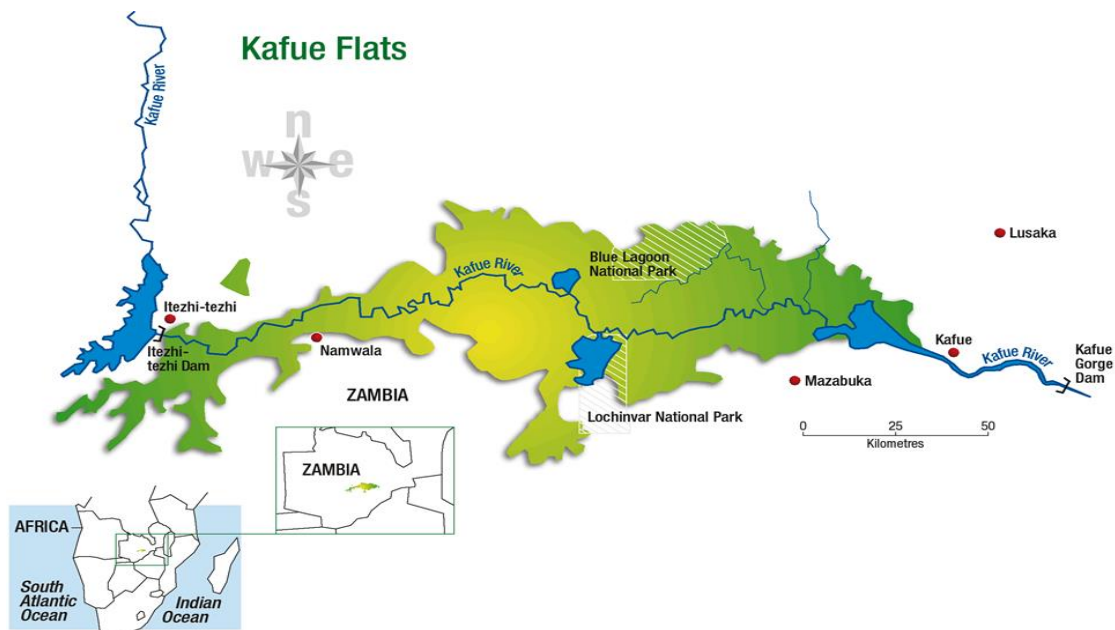 Kafue Flats
Kafue River
n
w e
s
Lusaka
Blue Lagoon
National Park
Kafue River
Itezhi-tezhi
Itezhi-
tezhi Dam
Namwala
Kafue
Kafue River
Kafue
Gorge
Dam
Mazabuka
ZAMBIA
Lochinvar National Park
0 25 50
Kilometres
ZAMBIA
AFRICA
South
Atlantic
Ocean
Indian
Ocean